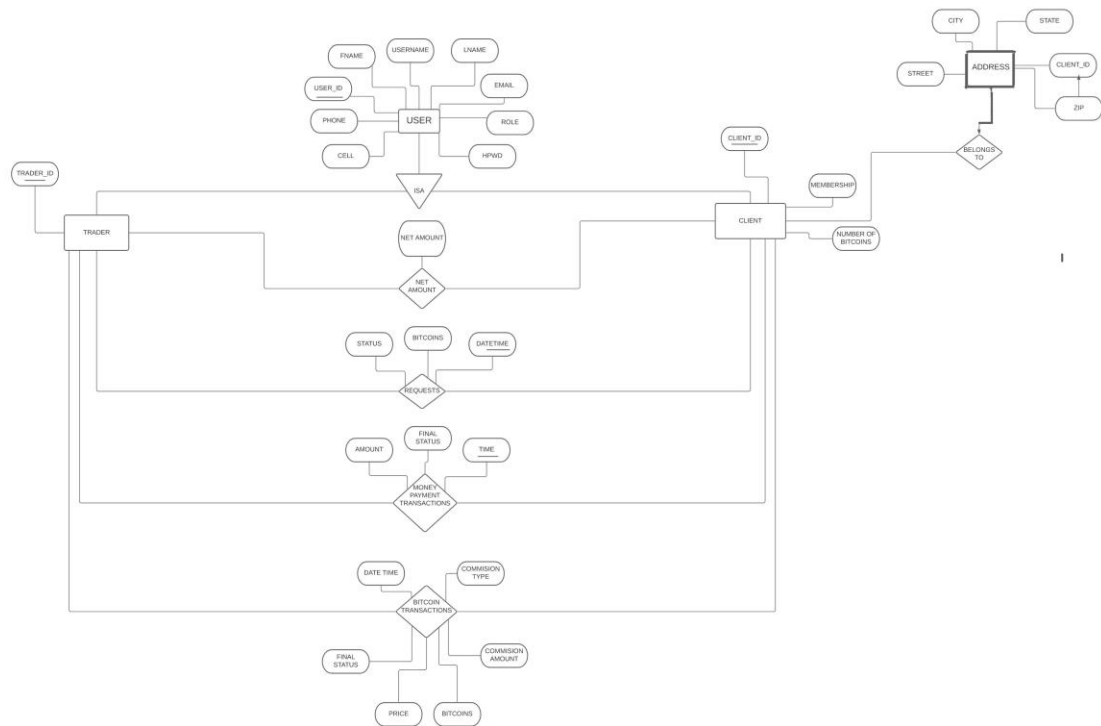 CITY
STATE
USERNAME
LNAME
FNAME
ADDRESS
CLIENT_ID
STREET
USER_ID
EMAIL
ZIP
PHONE
USER
ROLE
CELL
HPWD
CLIENT_ID
BELONGS
TO
TRADER_ID
ISA
MEMBERSHIP
TRADER
CLIENT
NET AMOUNT
NUMBER OF
BITCOINS
NET
AMOUNT
STATUS
BITCOINS
DATETIME
REQUESTS
FINAL
STATUS
AMOUNT
TIME
MONEY
PAYMENT
TRANSACTIONS
DATE TIME
COMMISION
TYPE
BITCOIN
TRANSACTIONS
FINAL
STATUS
COMMISION
AMOUNT
PRICE
BITCOINS